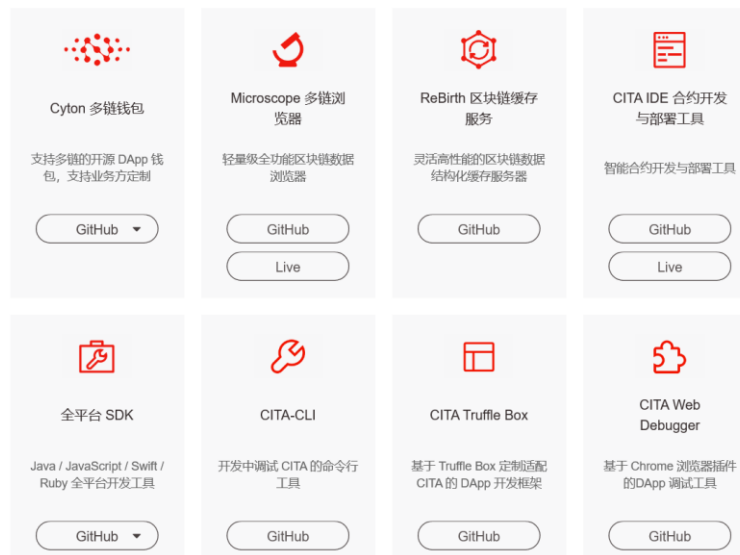 Cyton 多链钱包
支持多链的开源 DApp 钱
包，支持业务方定制
GitHub
Microscope 多链浏
览器
轻量级全功能区块链数据
浏览器
GitHub
Live
ReBirth 区块链缓存
服务
灵活高性能的区块链数据
结构化缓存服务器
GitHub
CITA IDE 合约开发
与部署工具
智能合约开发与部署工具
GitHub
Live
全平台 SDK
Java / JavaScript / Swift /
Ruby 全平台开发工具
GitHub
CITA-CLI
开发中调试 CITA 的命令行
工具
GitHub
CITA Truffle Box
基于 Truffle Box 定制适配
CITA 的 DApp 开发框架
GitHub
CITA Web
Debugger
基于 Chrome 浏览器插件
的DApp 调试工具
GitHub